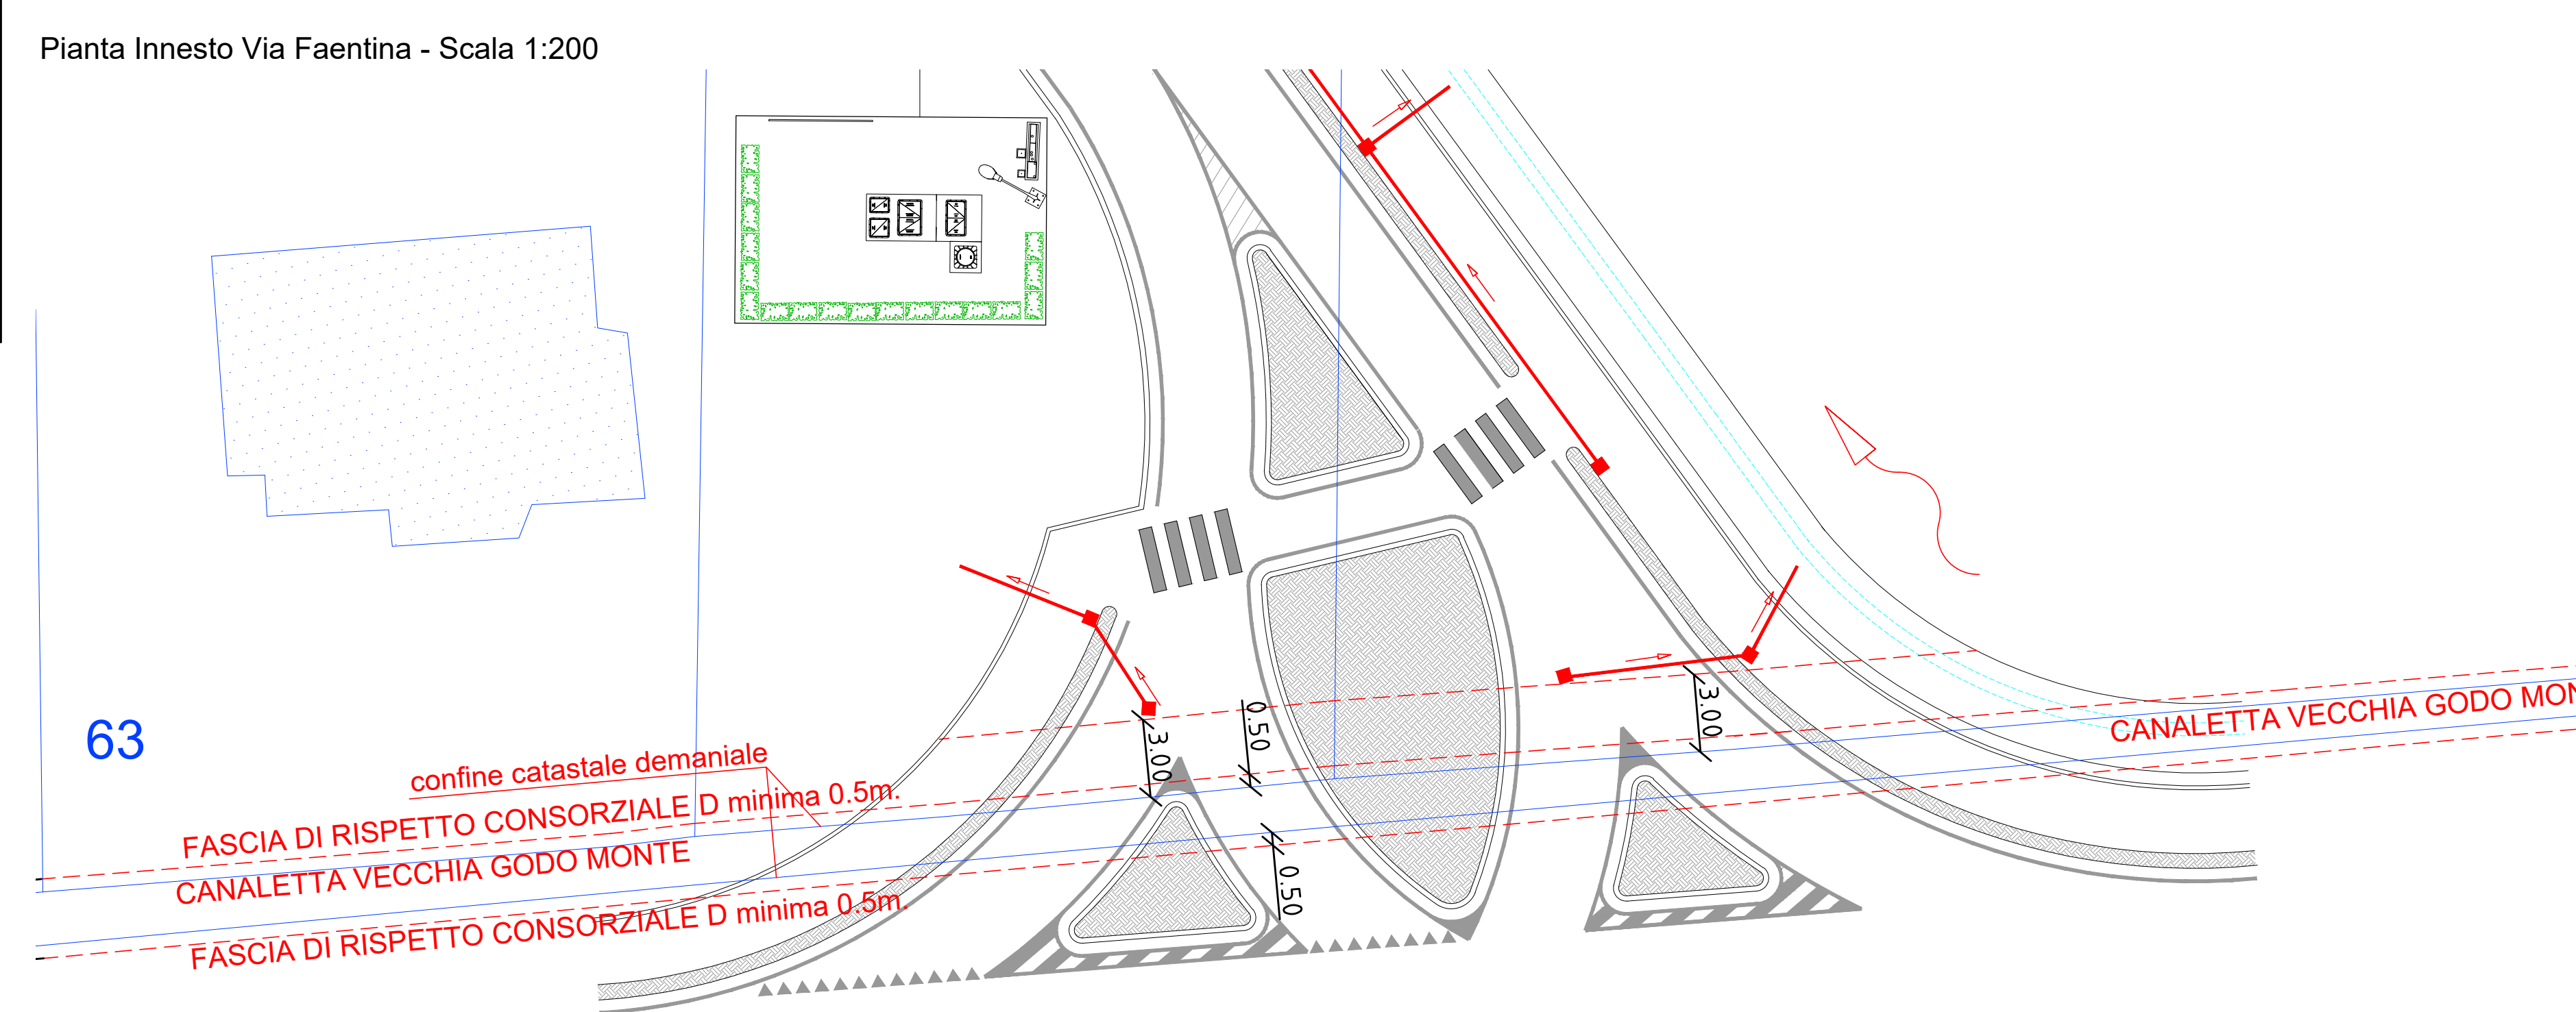 Pianta Innesto Via Faentina - Scala 1:200
63
confine catastale demaniale
FASCIA DI RISPETTO CONSORZIALE D minima 0.5m.
CANALETTA VECCHIA GODO MONTE
FASCIA DI RISPETTO CONSORZIALE D minima 0.5m.
3.00
0.50
0.50
3.00
CANALETTA VECCHIA GODO MON